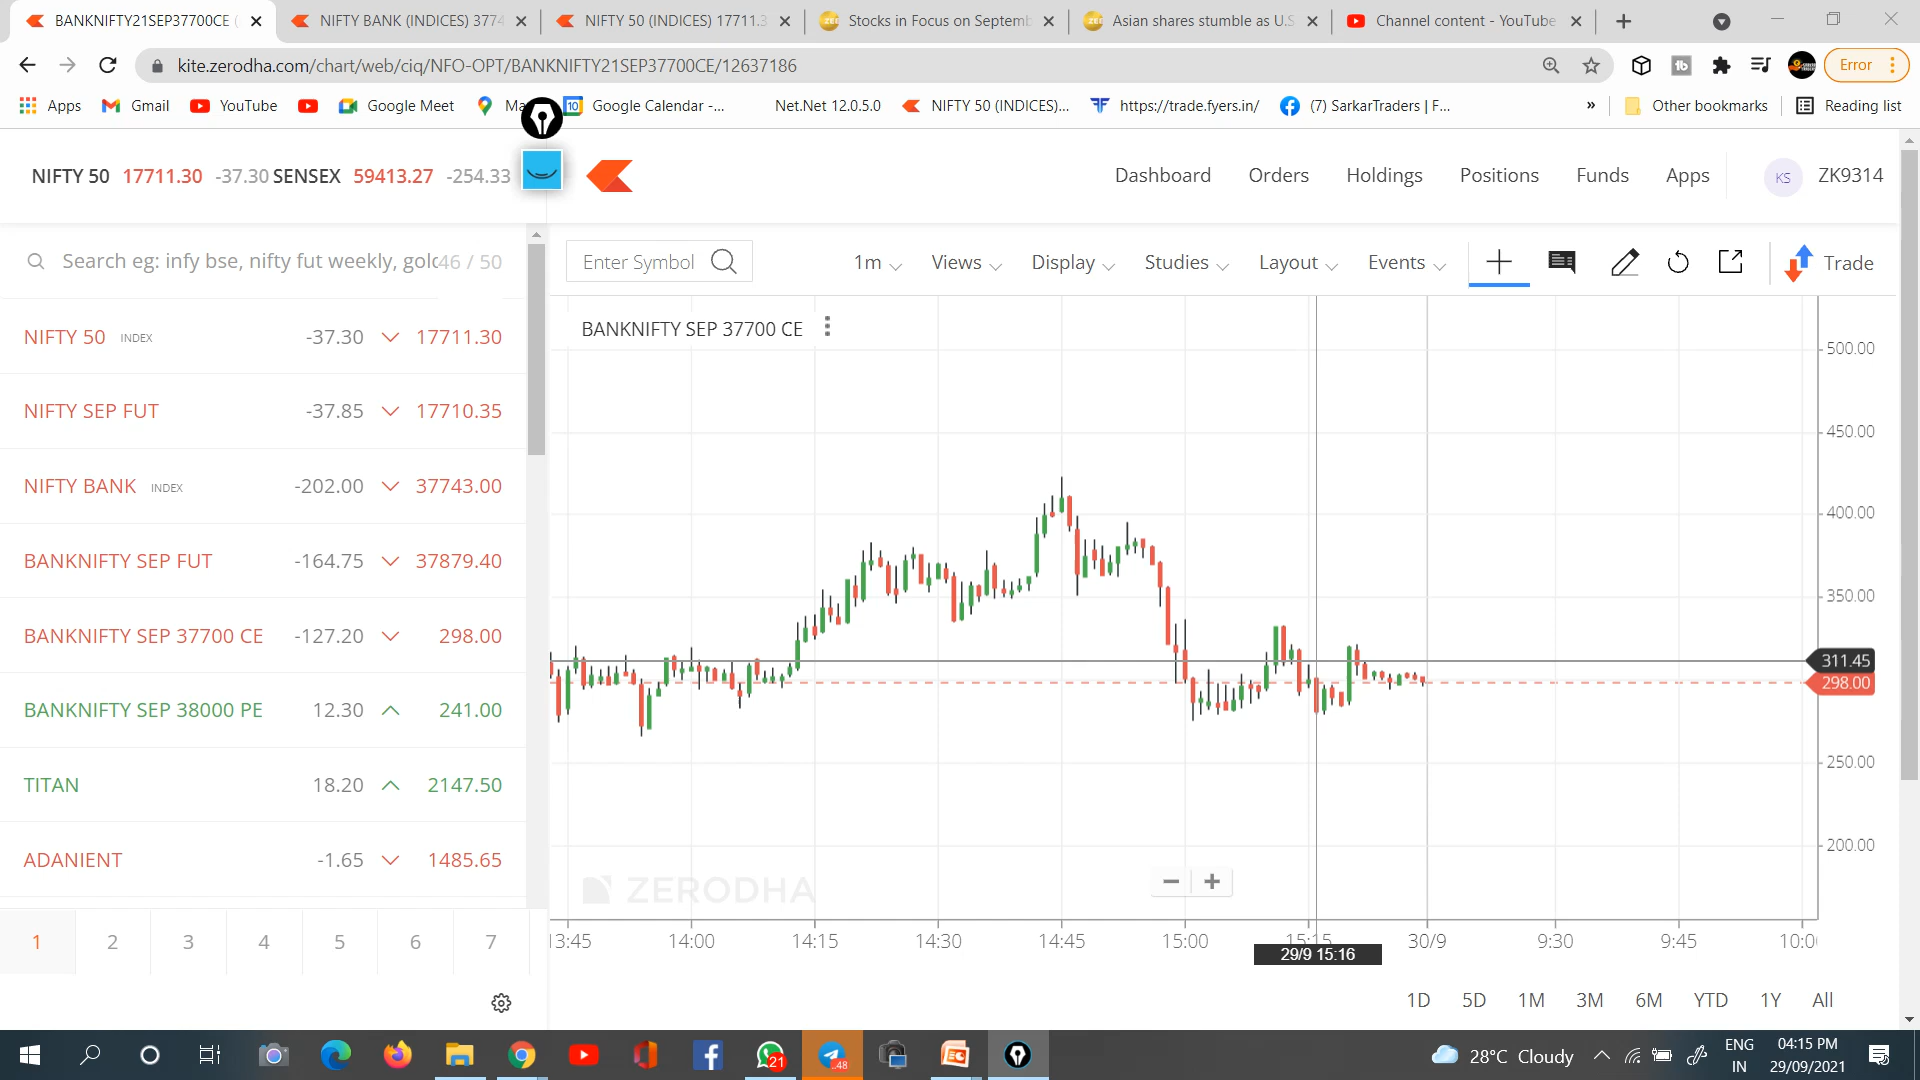 BANKNIFTY21SEP37700CE (
NIFTY BANK (INDICES) 3774
NIFTY 50 (INDICES) 17711.3
Stocks in Focus on Septemb
Asian shares stumble as U.S
Channel content - YouTube
kite.zerodha.com/chart/web/ciq/NFO-OPT/BANKNIFTY21SEP37700CE/12637186
Error
Apps
Gmail
YouTube
Google Meet
Ma
Google Calendar -...
Net.Net 12.0.5.0
NIFTY 50 (INDICES)...
https://trade.fyers.in/
(7) SarkarTraders | F...
»
Other bookmarks
Reading list
NIFTY 50 17711.30 -37.30 SENSEX 59413.27 -254.33
Dashboard
Orders
Holdings
Positions
Funds
Apps
KS
ZK9314
Search eg: infy bse, nifty fut weekly, gold
46 / 50
Enter Symbol
1m
Views
Display
Studies
Layout
Events
Trade
NIFTY 50 INDEX -37.30 17711.30
NIFTY SEP FUT -37.85 17710.35
NIFTY BANK INDEX -202.00 37743.00
BANKNIFTY SEP FUT -164.75 37879.40
BANKNIFTY SEP 37700 CE -127.20 298.00
BANKNIFTY SEP 38000 PE 12.30 241.00
TITAN 18.20 2147.50
ADANIENT -1.65 1485.65
1 2 3 4 5 6 7
BANKNIFTY SEP 37700 CE
500.00
450.00
400.00
350.00
311.45
298.00
250.00
200.00
ZERODHA
13:45 14:00 14:15 14:30 14:45 15:00 15:15 30/9 9:30 9:45 10:0
29/9 15:16
1D 5D 1M 3M 6M YTD 1Y All
21
48
28°C Cloudy
ENG
IN
04:15 PM
29/09/2021